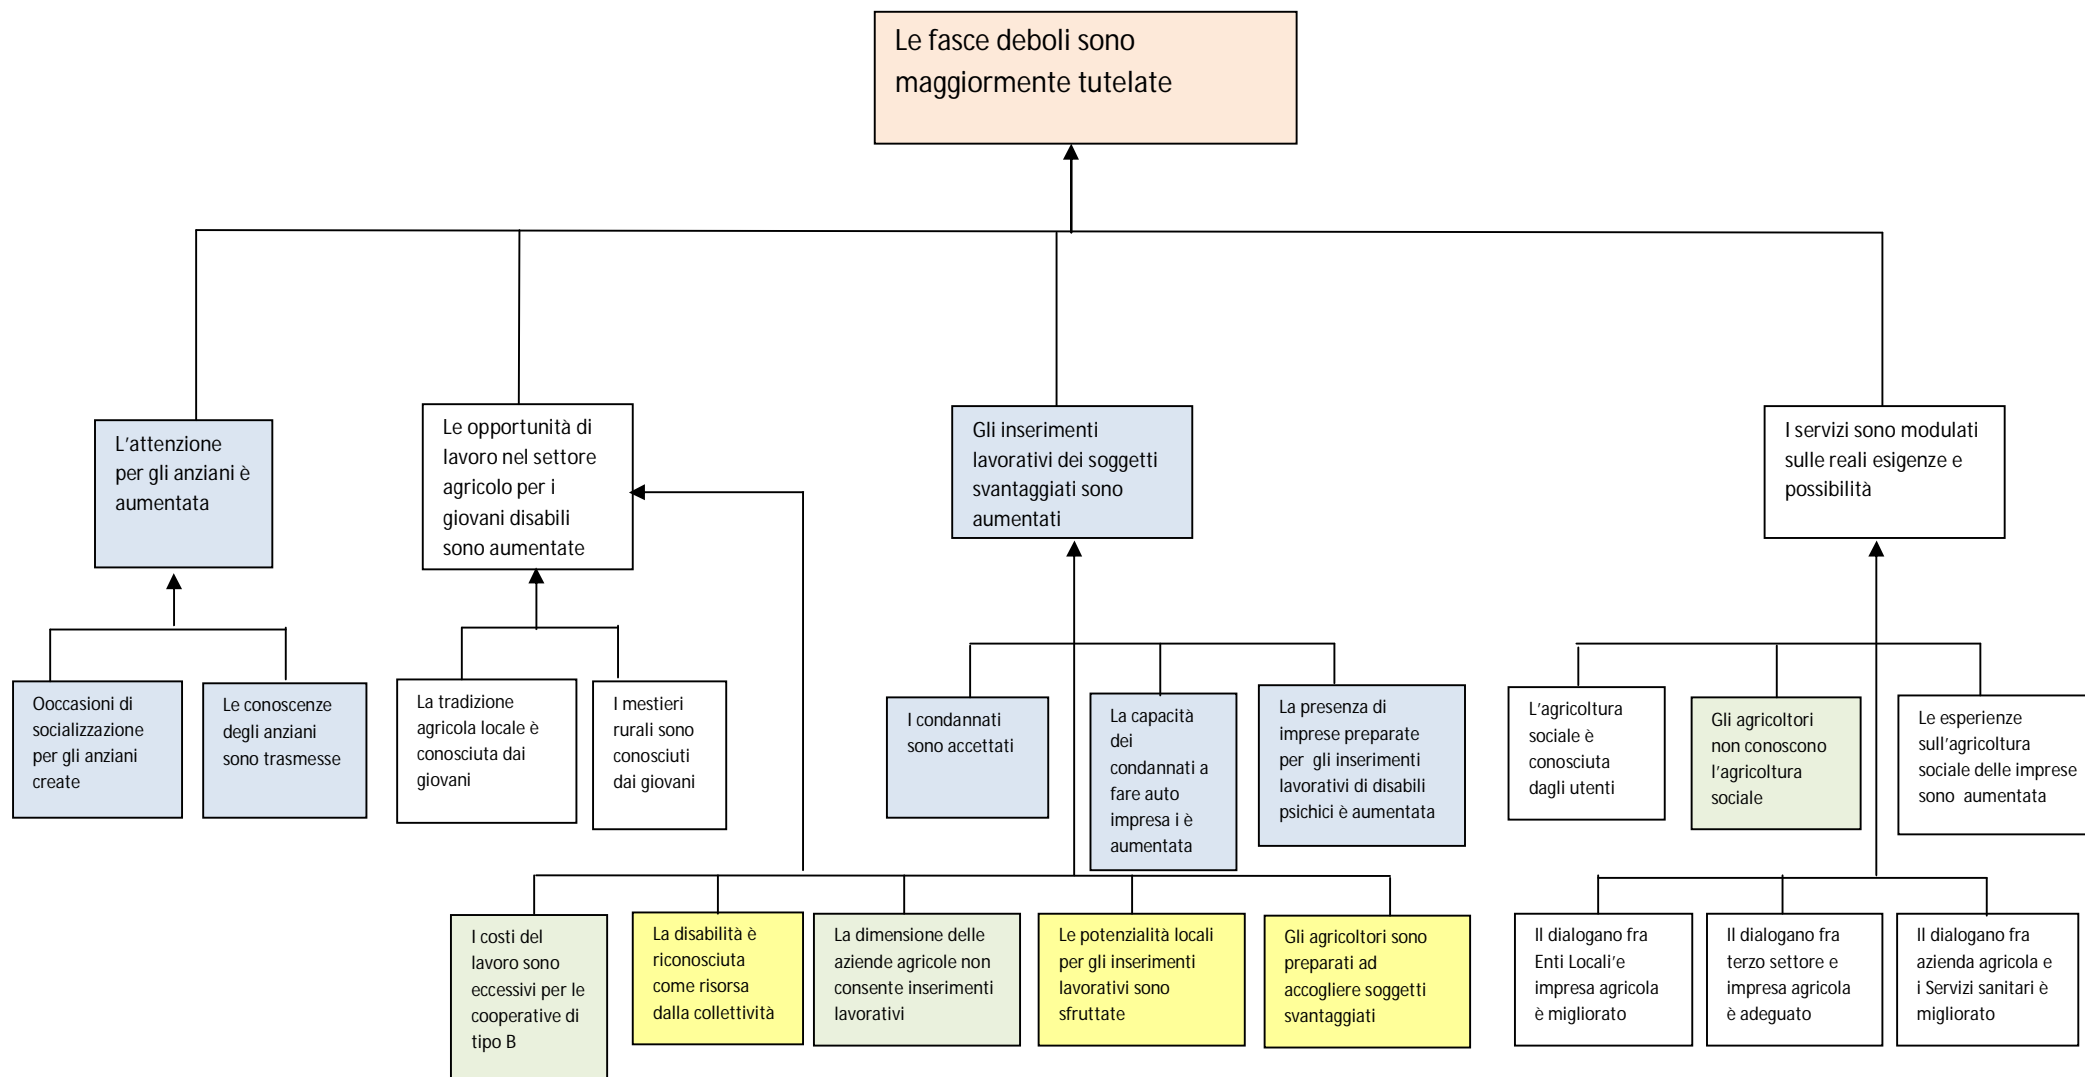 Le fasce deboli sono
maggiormente tutelate
L'attenzione
per gli anziani è
aumentata
Le opportunità di
lavoro nel settore
agricolo per i
giovani disabili
sono aumentate
Gli inserimenti
lavorativi dei soggetti
svantaggiati sono
aumentati
I servizi sono modulati
sulle reali esigenze e
possibilità
Ooccasioni di
socializzazione
per gli anziani
create
Le conoscenze
degli anziani
sono trasmesse
La tradizione
agricola locale è
conosciuta dai
giovani
I mestieri
rurali sono
conosciuti
dai giovani
I condannati
sono accettati
La capacità
dei
condannati a
fare auto
impresa i è
aumentata
La presenza di
imprese preparate
per gli inserimenti
lavorativi di disabili
psichici è aumentata
L'agricoltura
sociale è
conosciuta
dagli utenti
Gli agricoltori
non conoscono
l'agricoltura
sociale
Le esperienze
sull'agricoltura
sociale delle imprese
sono aumentata
I costi del
lavoro sono
eccessivi per le
cooperative di
tipo B
La disabilità è
riconosciuta
come risorsa
dalla collettività
La dimensione delle
aziende agricole non
consente inserimenti
lavorativi
Le potenzialità locali
per gli inserimenti
lavorativi sono
sfruttate
Gli agricoltori sono
preparati ad
accogliere soggetti
svantaggiati
Il dialogano fra
Enti Locali'e
impresa agricola
è migliorato
Il dialogano fra
terzo settore e
impresa agricola
è adeguato
Il dialogano fra
azienda agricola e
i Servizi sanitari è
migliorato